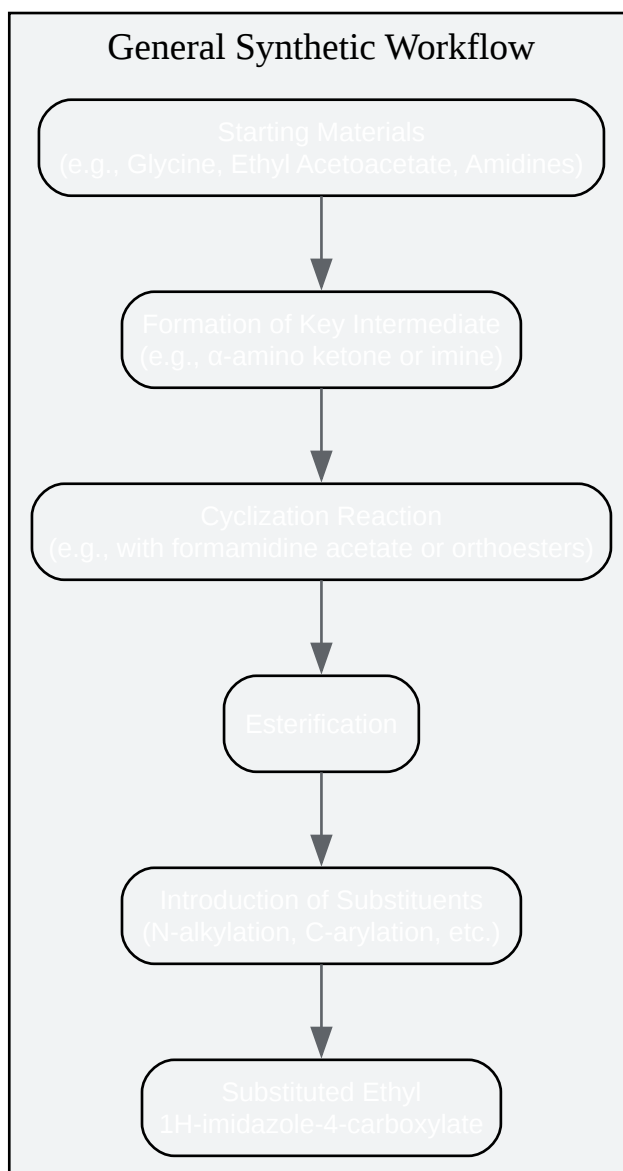 General Synthetic Workflow
Starting Materials
(e.g., Glycine, Ethyl Acetoacetate, Amidines)
Formation of Key Intermediate
(e.g., α-amino ketone or imine)
Cyclization Reaction
(e.g., with formamidine acetate or orthoesters)
Esterification
Introduction of Substituents
(N-alkylation, C-arylation, etc.)
Substituted Ethyl
1H-imidazole-4-carboxylate